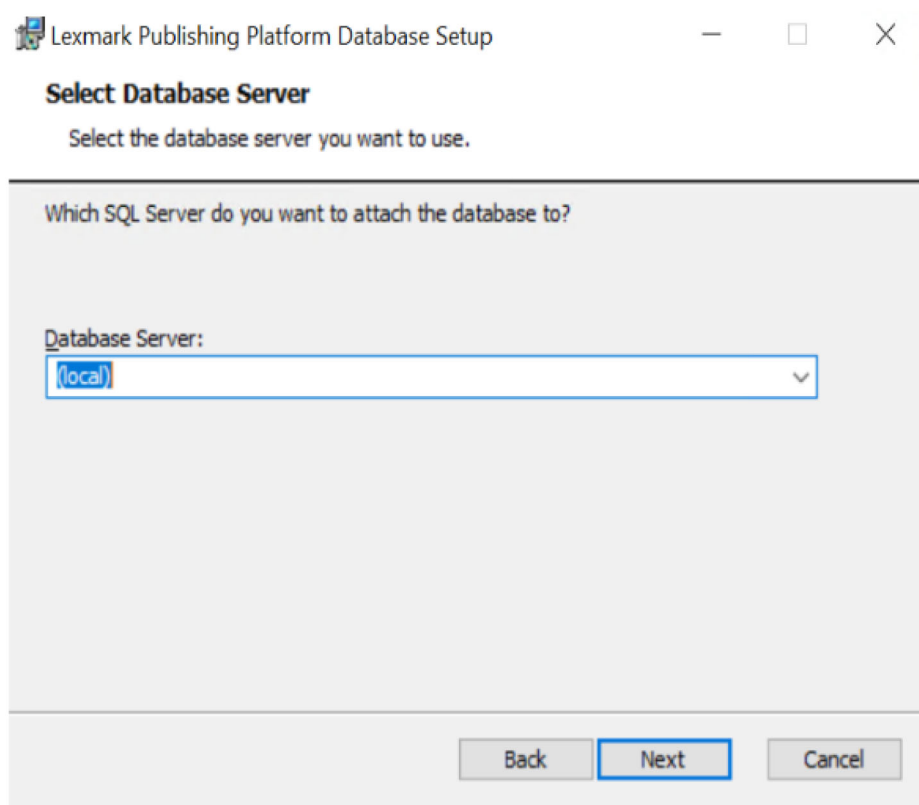 Lexmark Publishing Platform Database Setup
Select Database Server
Select the database server you want to use.
Which SQL Server do you want to attach the database to?
Database Server:
(local)
Back Next Cancel